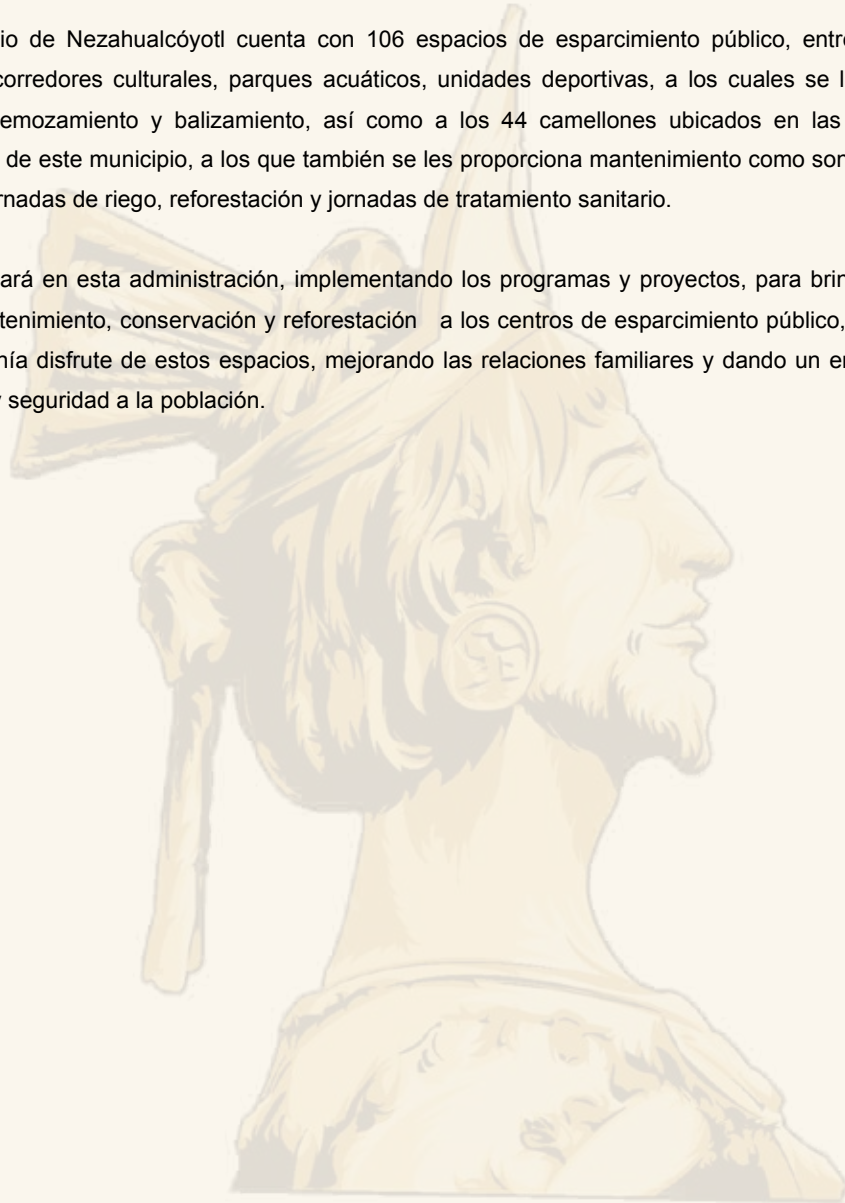 io de Nezahualcóyotl cuenta con 106 espacios de esparcimiento público, entr
corredores culturales, parques acuáticos, unidades deportivas, a los cuales se l
emozamiento y balizamiento, así como a los 44 camellones ubicados en las
de este municipio, a los que también se les proporciona mantenimiento como son
rnadas de riego, reforestación y jornadas de tratamiento sanitario.
ará en esta administración, implementando los programas y proyectos, para brin
tenimiento, conservación y reforestación a los centros de esparcimiento público,
nía disfrute de estos espacios, mejorando las relaciones familiares y dando un e
y seguridad a la población.